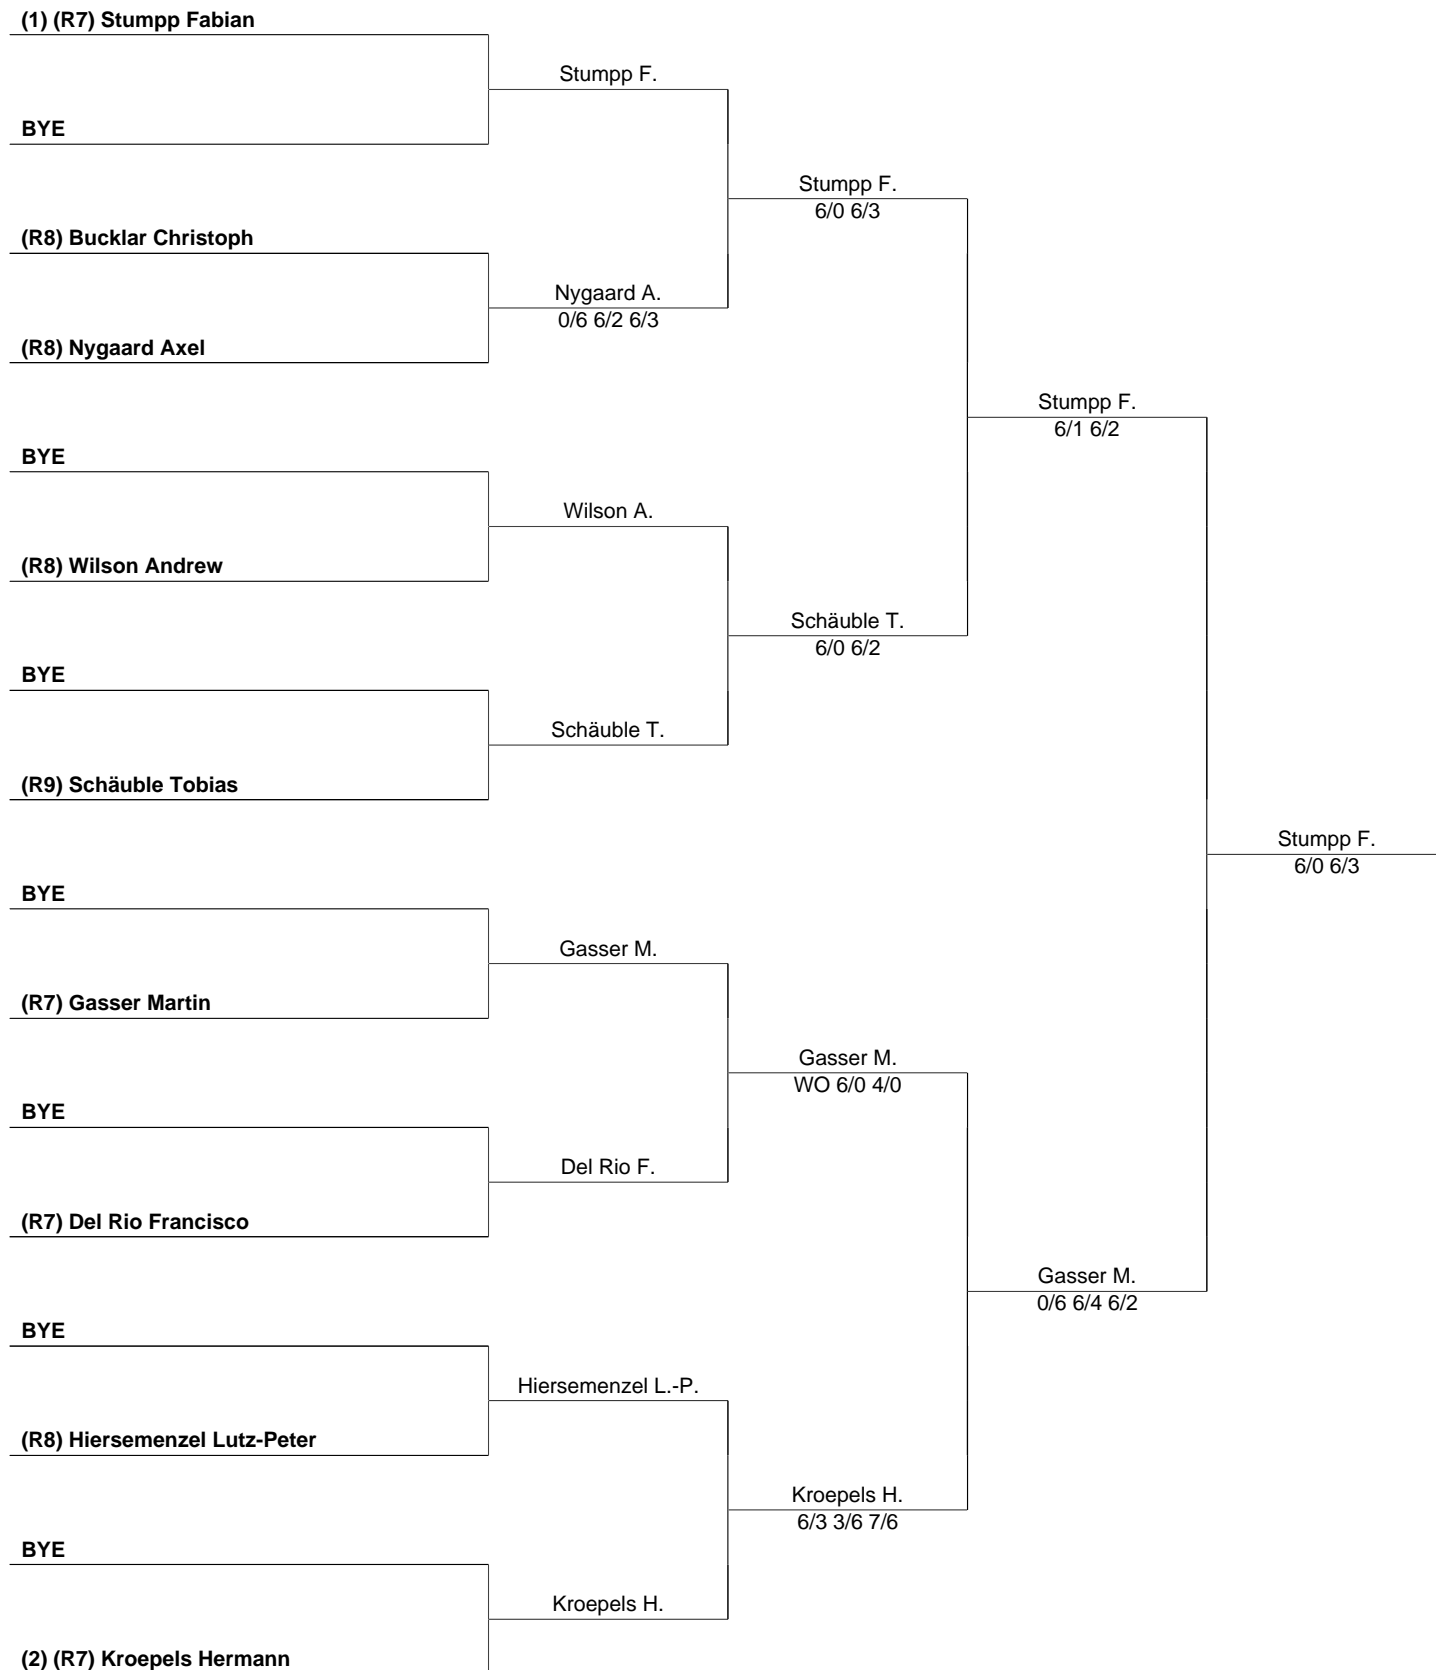 (1) (R7) Stumpp Fabian
Stumpp F.
BYE
Stumpp F.
6/0 6/3
(R8) Bucklar Christoph
Nygaard A.
0/6 6/2 6/3
(R8) Nygaard Axel
Stumpp F.
6/1 6/2
BYE
Wilson A.
(R8) Wilson Andrew
Schäuble T.
6/0 6/2
BYE
Schäuble T.
(R9) Schäuble Tobias
Stumpp F.
6/0 6/3
BYE
Gasser M.
(R7) Gasser Martin
Gasser M.
WO 6/0 4/0
BYE
Del Rio F.
(R7) Del Rio Francisco
Gasser M.
0/6 6/4 6/2
BYE
Hiersemenzel L.-P.
(R8) Hiersemenzel Lutz-Peter
Kroepels H.
6/3 3/6 7/6
BYE
Kroepels H.
(2) (R7) Kroepels Hermann